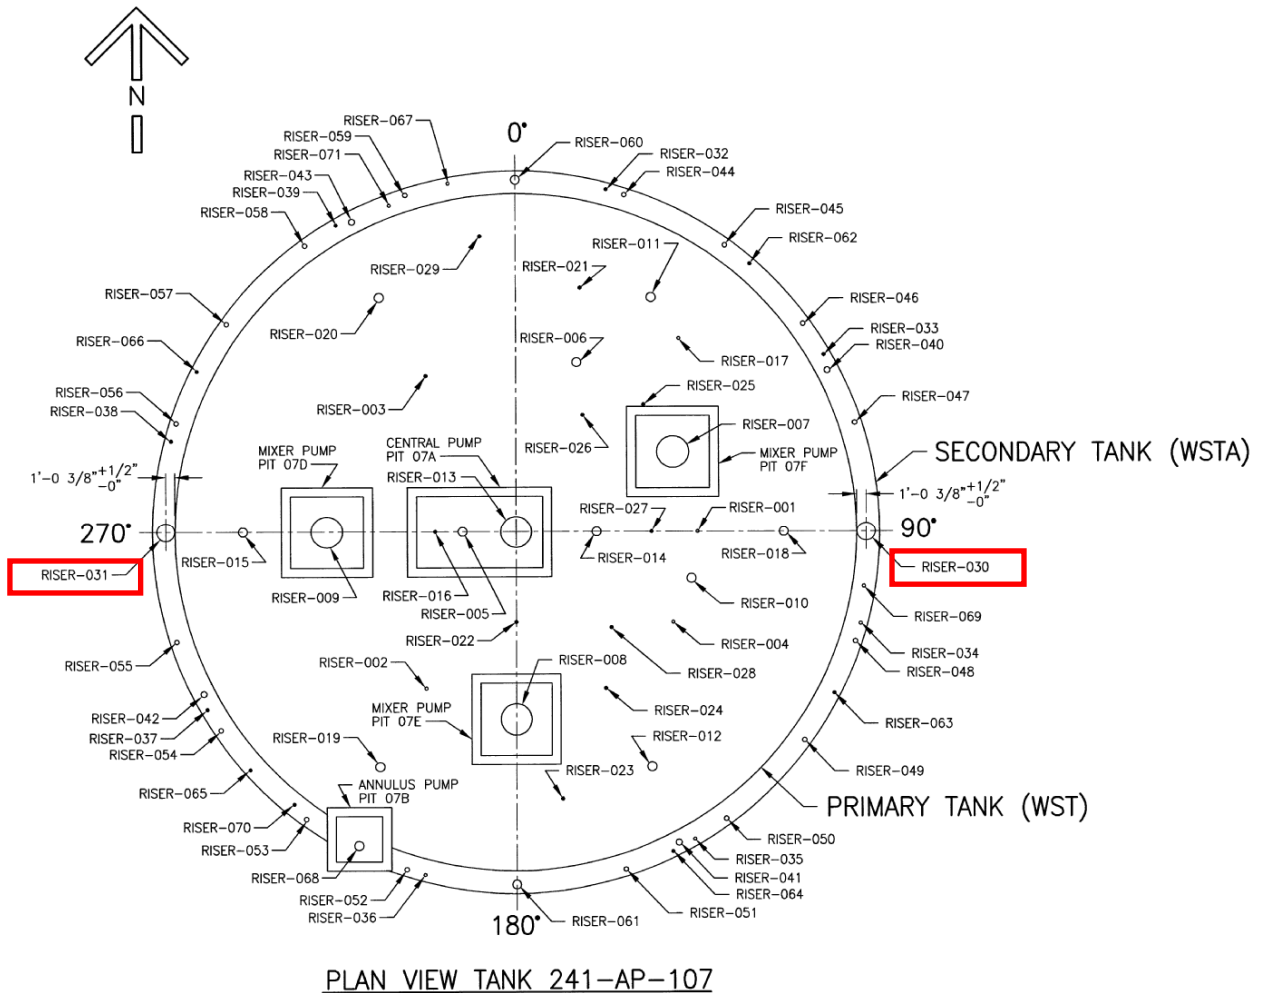 N
0°
RISER-067
RISER-059
RISER-071
RISER-043
RISER-039
RISER-058
RISER-060
RISER-032
RISER-044
RISER-045
RISER-062
RISER-011
RISER-029
RISER-021
RISER-057
RISER-020
RISER-006
RISER-046
RISER-033
RISER-040
RISER-066
RISER-017
RISER-025
RISER-056
RISER-038
RISER-003
RISER-047
RISER-007
RISER-026
MIXER PUMP
PIT 07D
CENTRAL PUMP
PIT 07A
RISER-013
MIXER PUMP
PIT 07F
SECONDARY TANK (WSTA)
1'-0 3/8"+1/2"
-0"
1'-0 3/8"+1/2"
-0"
RISER-027
RISER-001
270°
90°
RISER-015
RISER-014
RISER-018
RISER-031
RISER-030
RISER-009
RISER-016
RISER-005
RISER-010
RISER-069
RISER-022
RISER-004
RISER-034
RISER-048
RISER-055
RISER-002
RISER-008
RISER-028
RISER-042
RISER-037
RISER-054
MIXER PUMP
PIT 07E
RISER-024
RISER-063
RISER-019
RISER-012
RISER-049
RISER-065
RISER-023
ANNULUS PUMP
PIT 07B
PRIMARY TANK (WST)
RISER-070
RISER-053
RISER-050
RISER-035
RISER-041
RISER-064
RISER-068
RISER-052
RISER-036
RISER-051
RISER-061
180°
PLAN VIEW TANK 241-AP-107